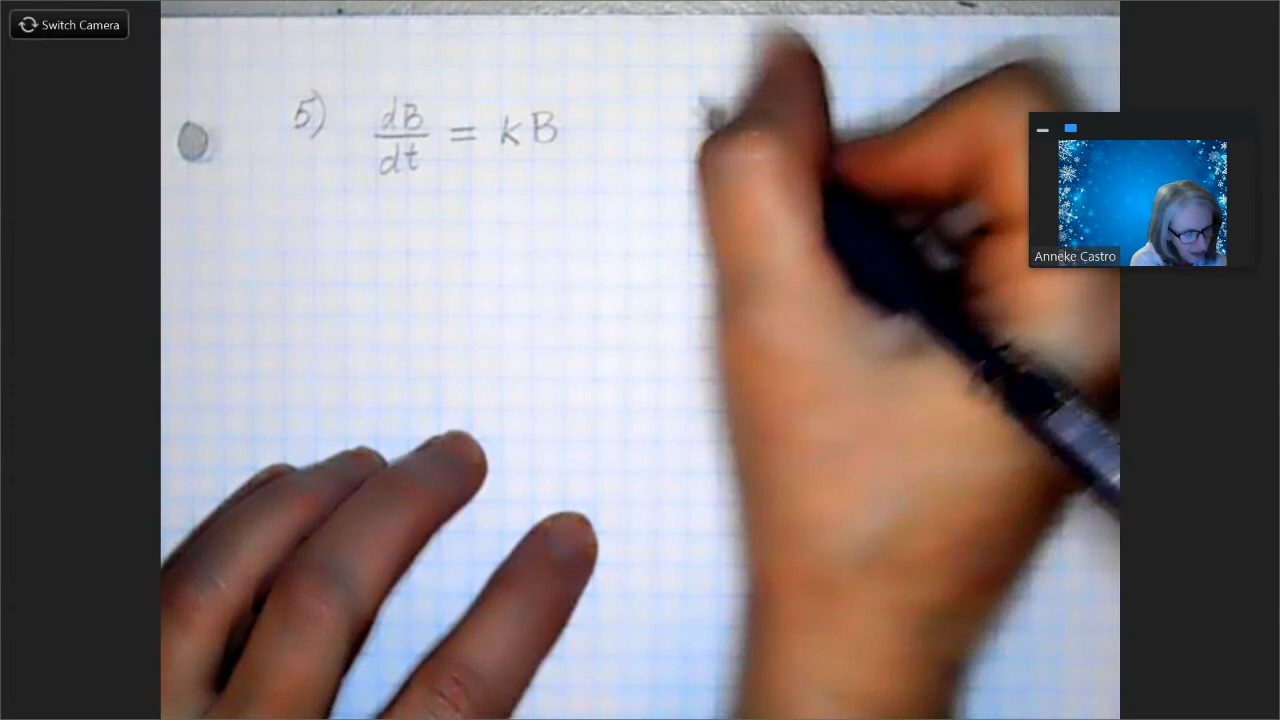 Switch Camera
5) dB/dt = kB
Anneke Castro